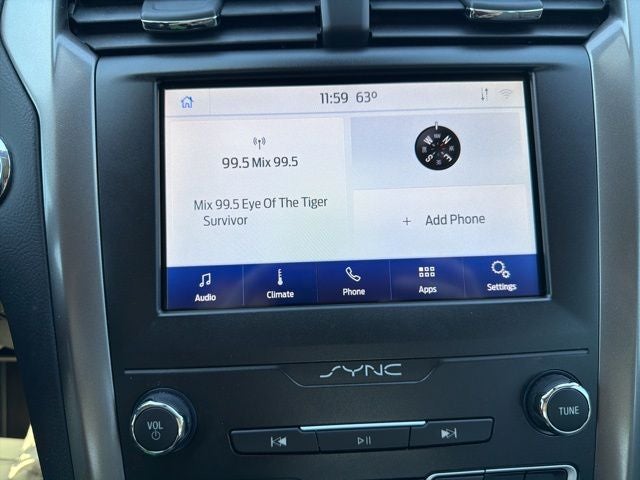 11:59 63°
99.5 Mix 99.5
Mix 99.5 Eye Of The Tiger
Survivor
N
W
E
S
+ Add Phone
Audio
Climate
Phone
Apps
Settings
SYNC
VOL
TUNE